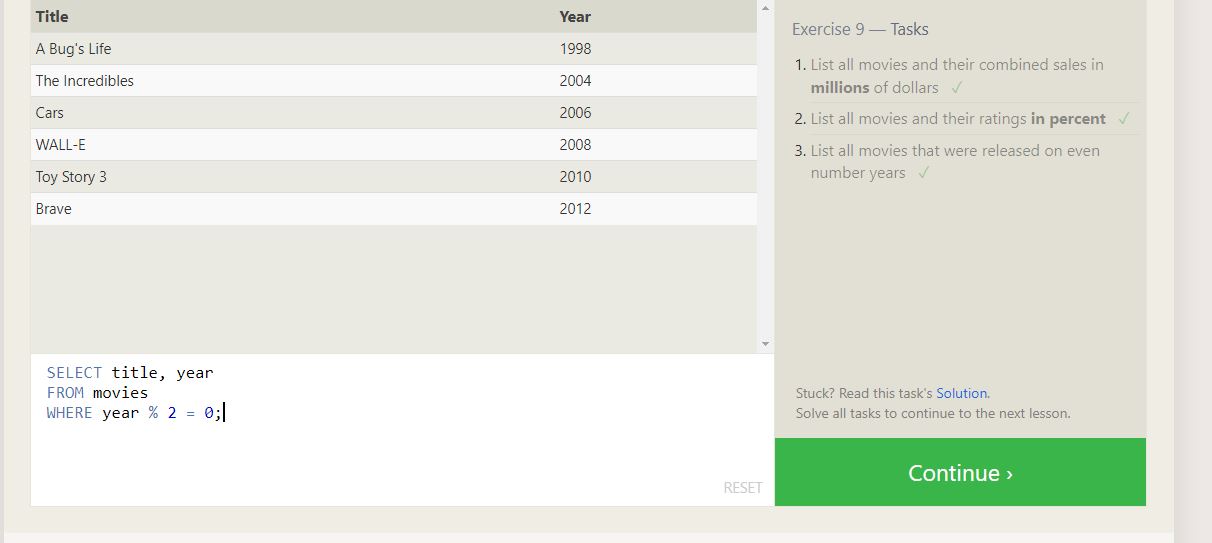 Title Year
A Bug's Life 1998
The Incredibles 2004
Cars 2006
WALL-E 2008
Toy Story 3 2010
Brave 2012
SELECT title, year
FROM movies
WHERE year % 2 = 0;
RESET
Exercise 9 — Tasks
1. List all movies and their combined sales in
millions of dollars ✓
2. List all movies and their ratings in percent ✓
3. List all movies that were released on even
number years ✓
Stuck? Read this task's Solution.
Solve all tasks to continue to the next lesson.
Continue ›